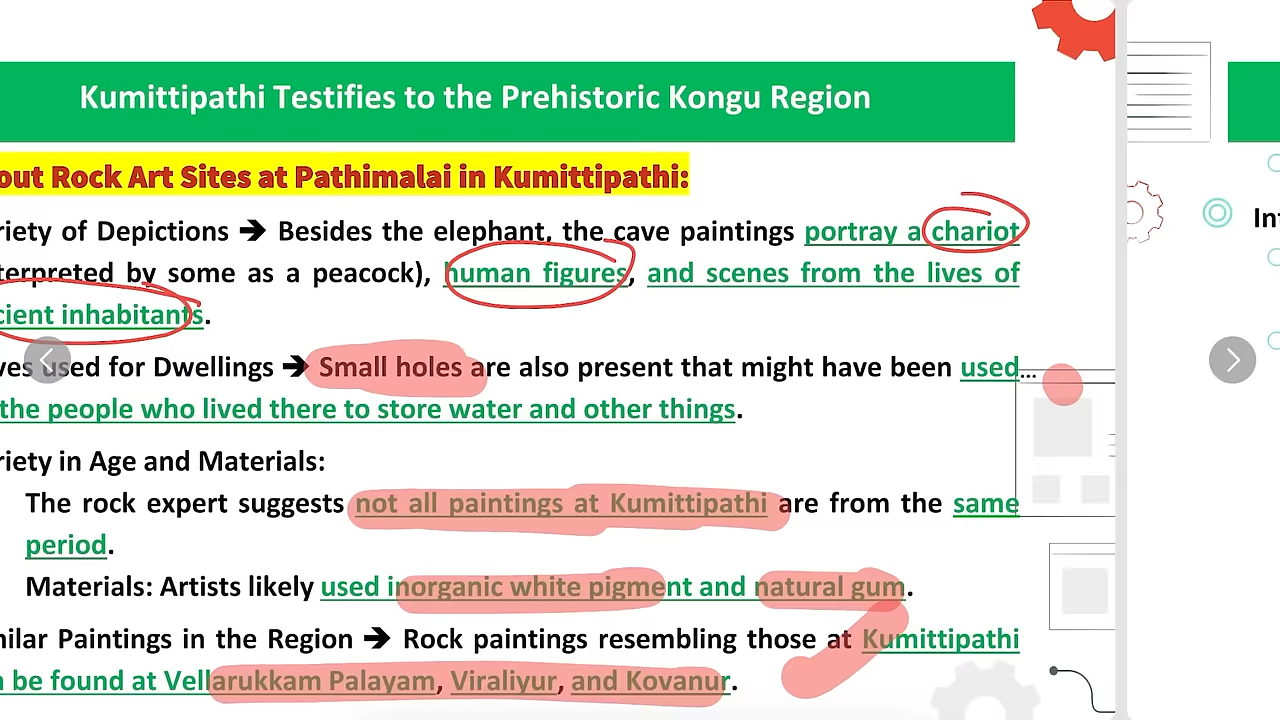 Kumittipathi Testifies to the Prehistoric Kongu Region
out Rock Art Sites at Pathimalai in Kumittipathi:
riety of Depictions ➔ Besides the elephant, the cave paintings portray a chariot
terpreted by some as a peacock), human figures, and scenes from the lives of
cient inhabitants.
ves used for Dwellings ➔ Small holes are also present that might have been used...
the people who lived there to store water and other things.
riety in Age and Materials:
The rock expert suggests not all paintings at Kumittipathi are from the same
period.
Materials: Artists likely used inorganic white pigment and natural gum.
milar Paintings in the Region ➔ Rock paintings resembling those at Kumittipathi
n be found at Vellarukkam Palayam, Viraliyur, and Kovanur.
Int